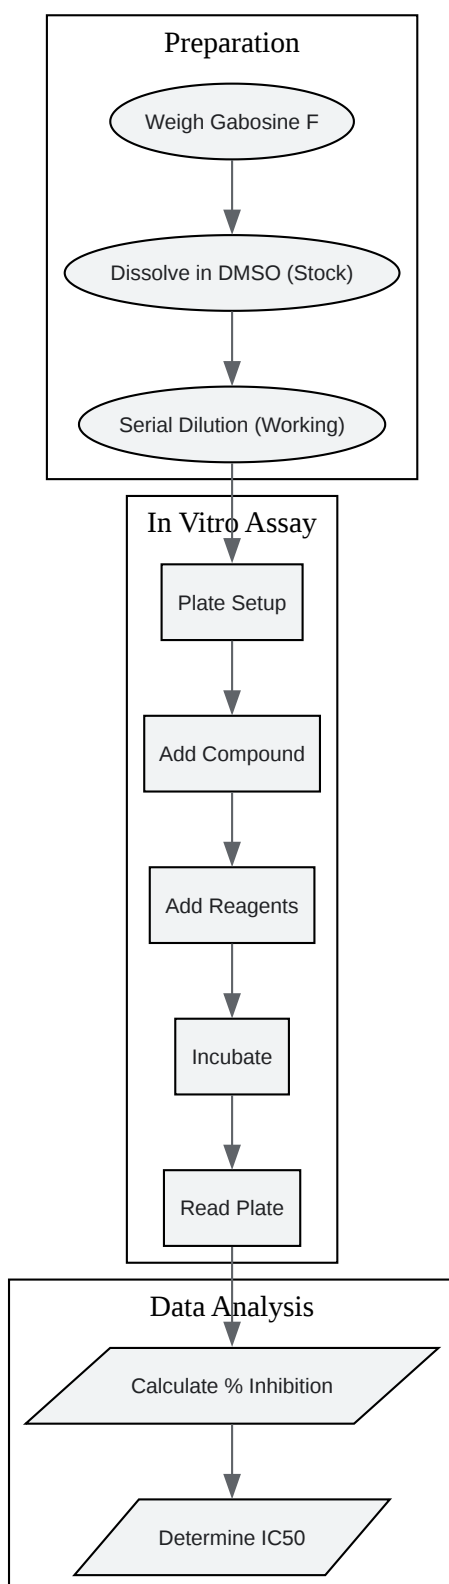 Preparation
Weigh Gabosine F
Dissolve in DMSO (Stock)
Serial Dilution (Working)
In Vitro Assay
Plate Setup
Add Compound
Add Reagents
Incubate
Read Plate
Data Analysis
Calculate % Inhibition
Determine IC50